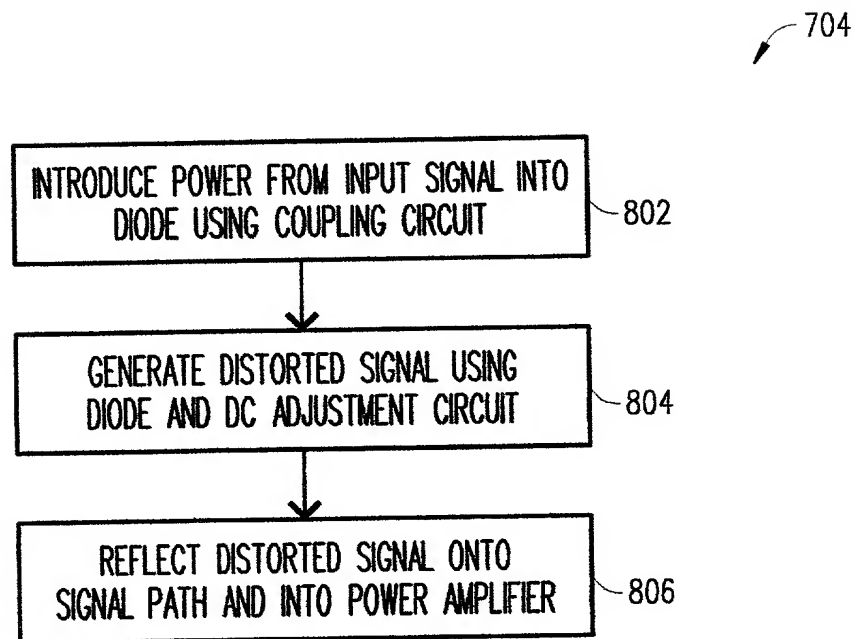 704
INTRODUCE POWER FROM INPUT SIGNAL INTO
DIODE USING COUPLING CIRCUIT
802
GENERATE DISTORTED SIGNAL USING
DIODE AND DC ADJUSTMENT CIRCUIT
804
REFLECT DISTORTED SIGNAL ONTO
SIGNAL PATH AND INTO POWER AMPLIFIER
806